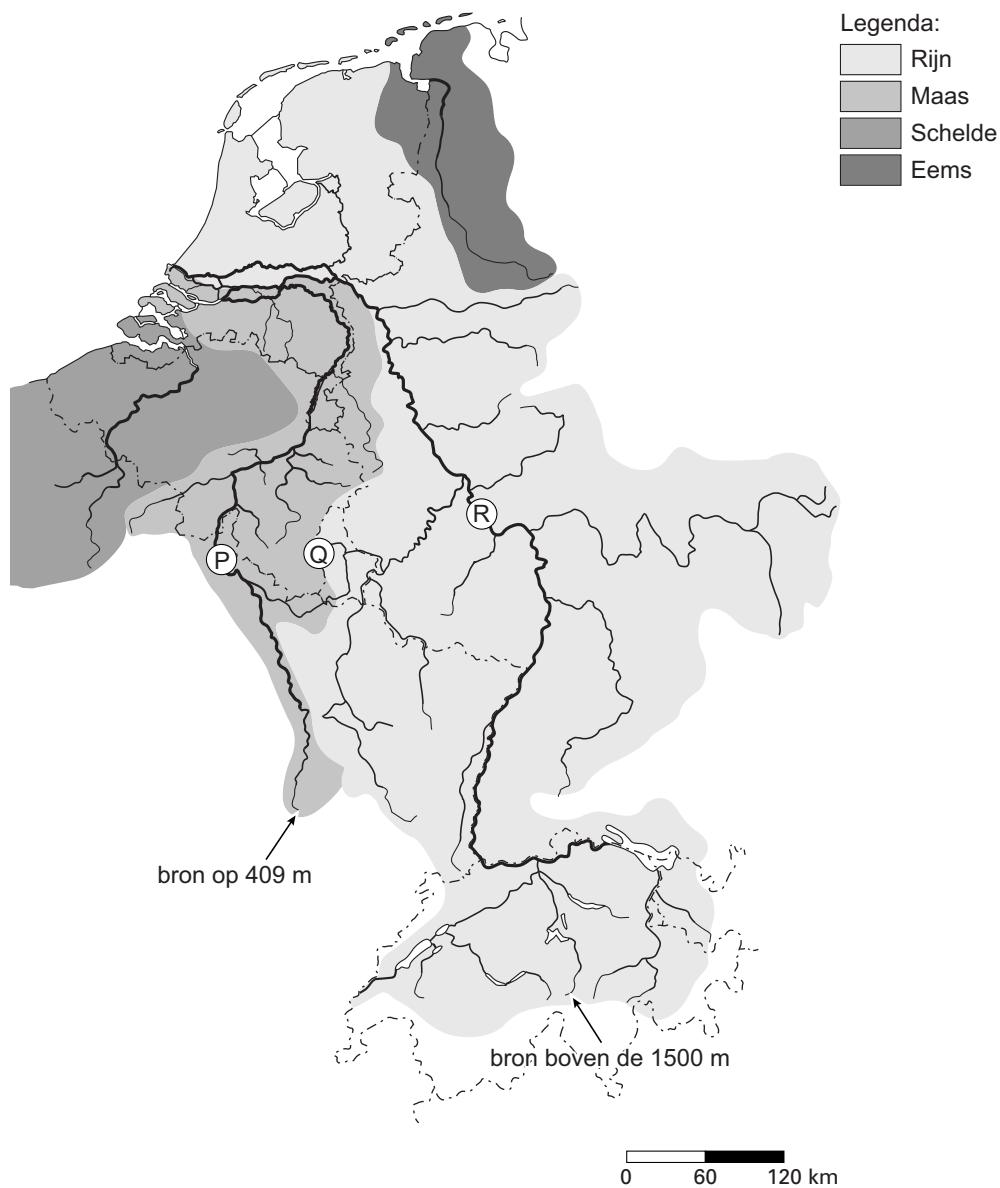 Legenda:
Rijn
Maas
Schelde
Eems
R
Q
P
bron op 409 m
bron boven de 1500 m
0 60 120 km